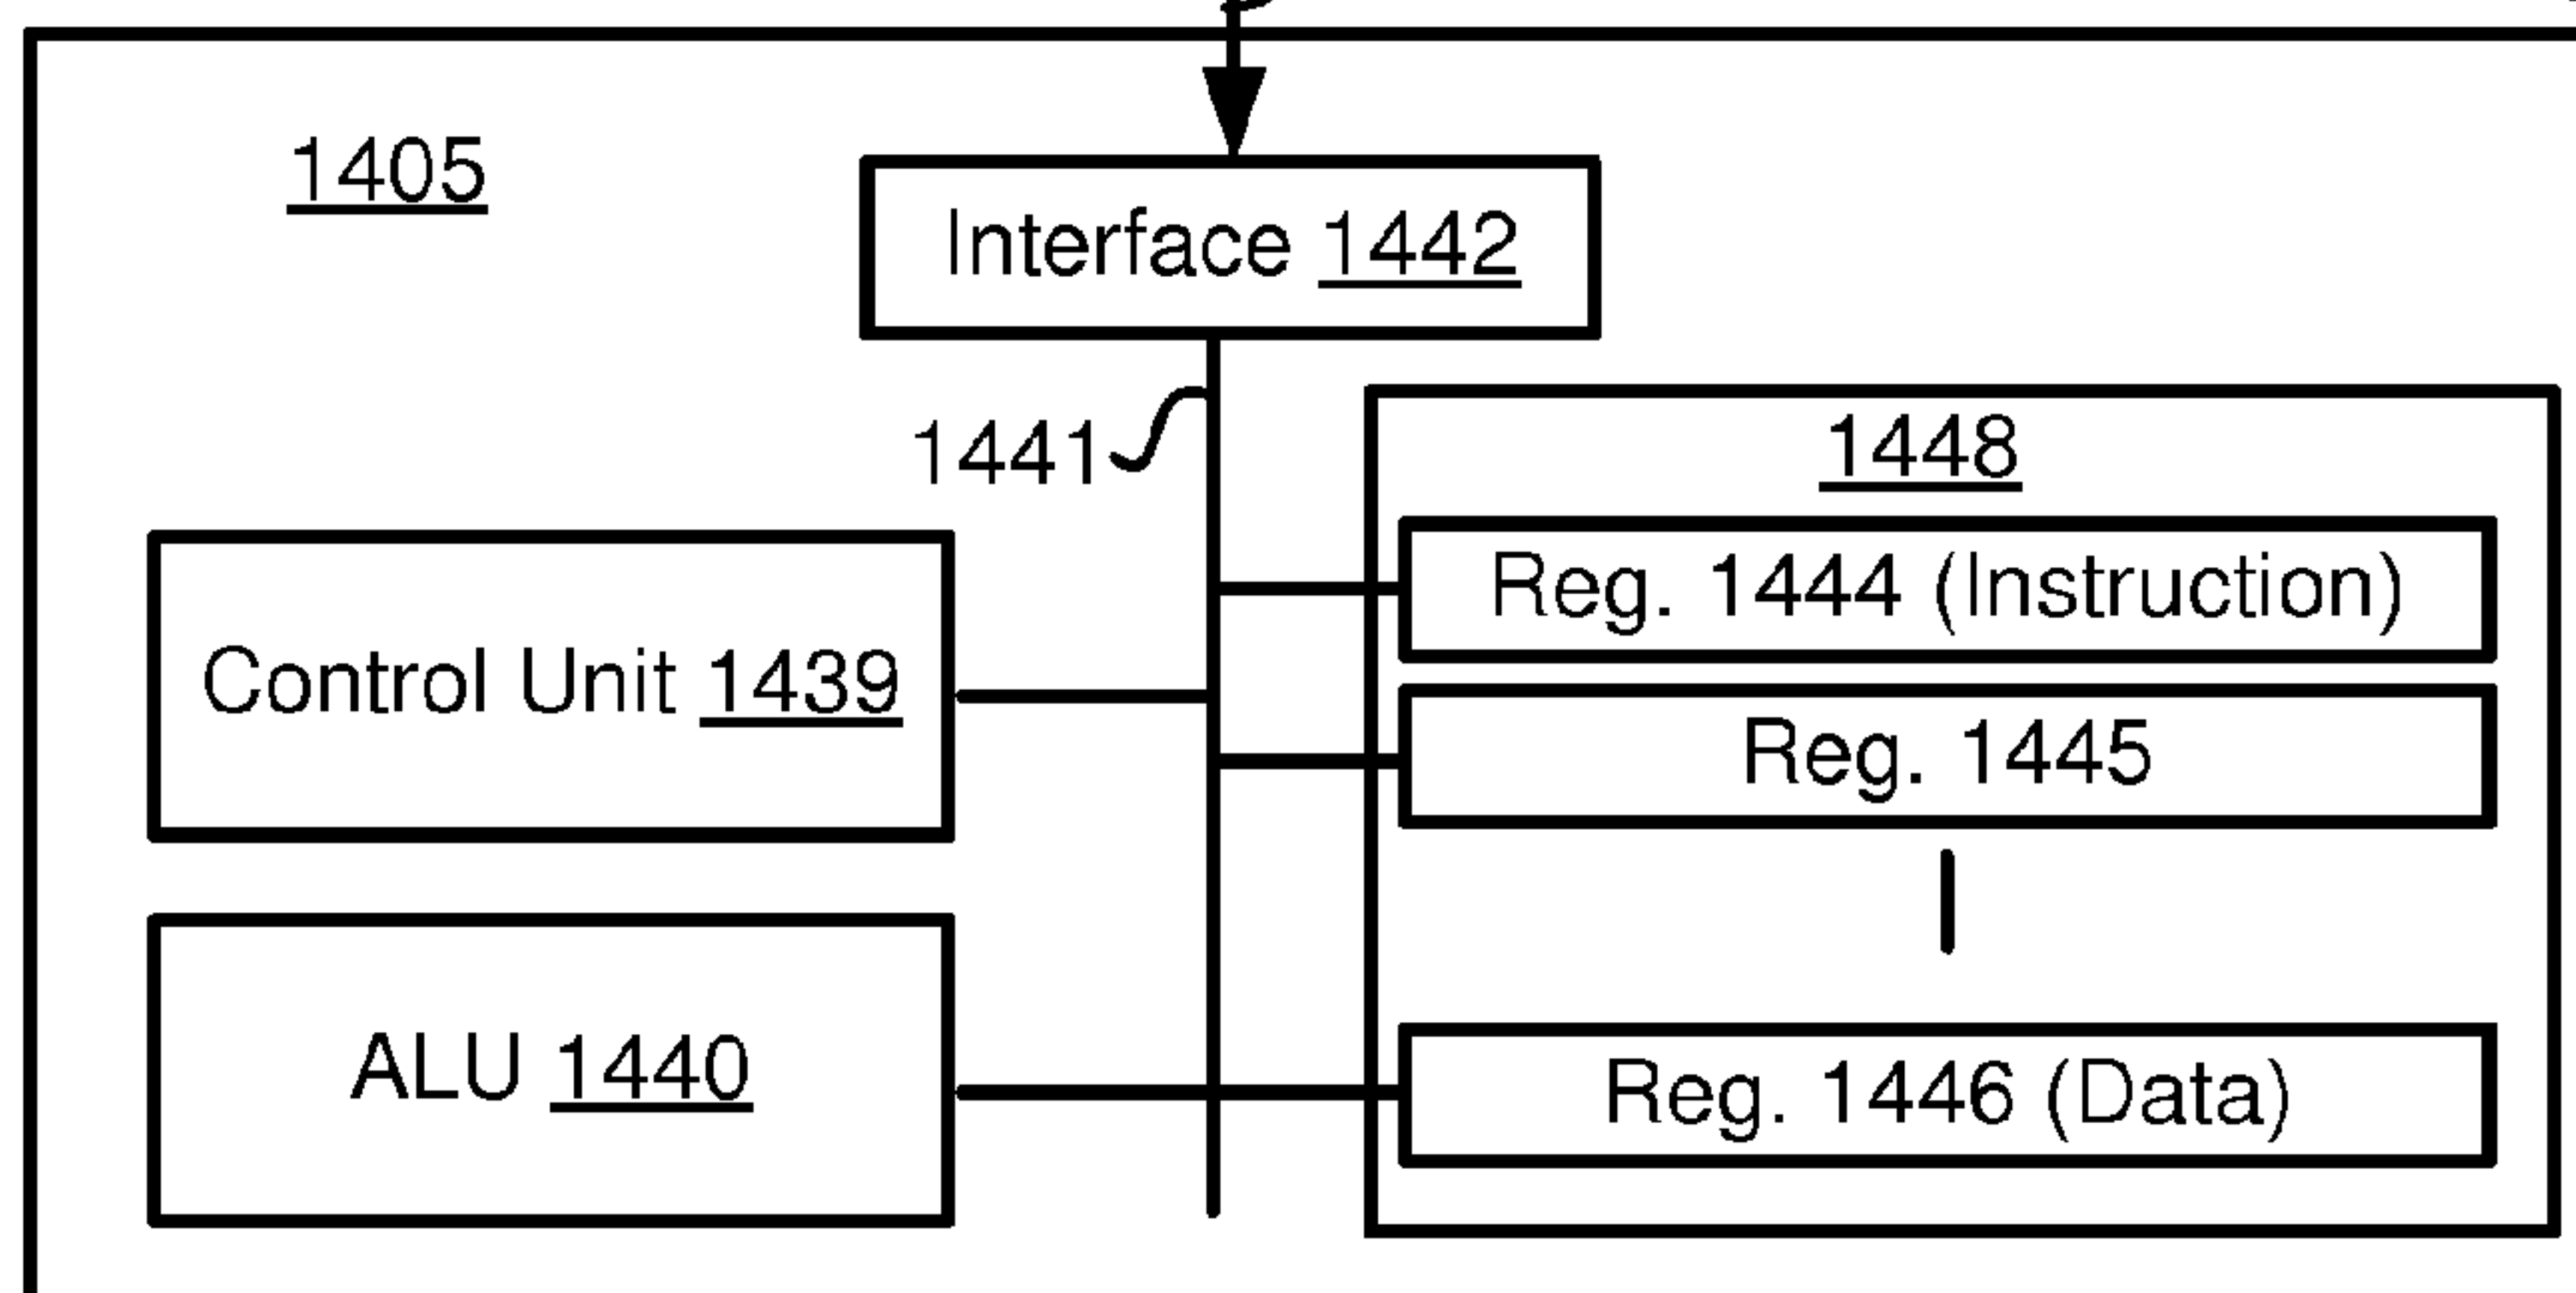 1405
Interface 1442
1441
1448
Reg. 1444 (Instruction)
Control Unit 1439
Reg. 1445
ALU 1440
Reg. 1446 (Data)